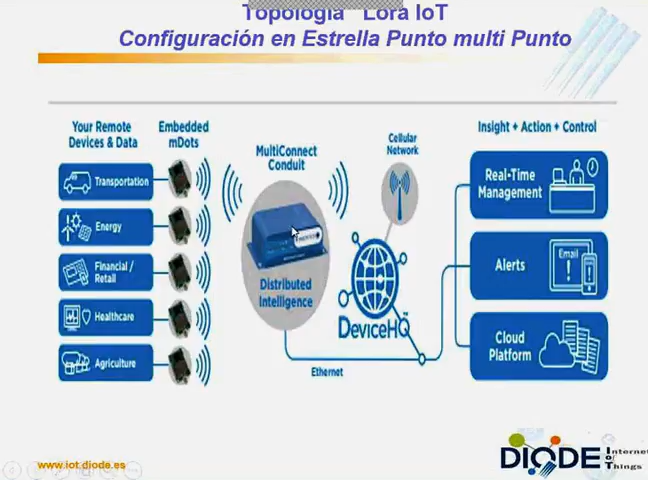 Topología Lora IoT
Configuración en Estrella Punto multi Punto
Your Remote
Devices & Data
Embedded
mDots
Transportation
Energy
Financial /
Retail
Healthcare
Agriculture
MultiConnect
Conduit
Distributed
Intelligence
Cellular
Network
DeviceHQ
Ethernet
Insight + Action + Control
Real-Time
Management
Alerts
Email
Cloud
Platform
www.iot.diode.es
DIODE
Internet
of
Things